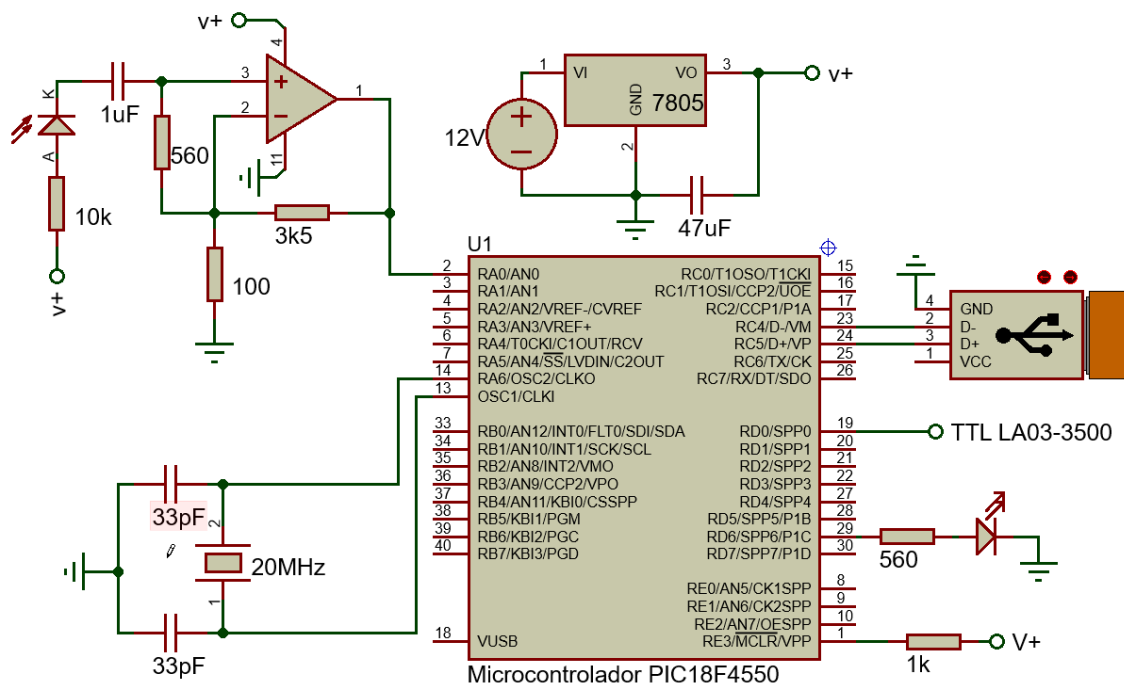 v+
4
3
2
1
11
K
A
1uF
560
10k
v+
3k5
100
1
VI
VO
3
GND
7805
2
12V
v+
47uF
U1
2 RA0/AN0
3 RA1/AN1
4 RA2/AN2/VREF-/CVREF
5 RA3/AN3/VREF+
6 RA4/T0CKI/C1OUT/RCV
7 RA5/AN4/SS/LVDIN/C2OUT
14 RA6/OSC2/CLKO
13 OSC1/CLKI
33 RB0/AN12/INT0/FLT0/SDI/SDA
34 RB1/AN10/INT1/SCK/SCL
35 RB2/AN8/INT2/VMO
36 RB3/AN9/CCP2/VPO
37 RB4/AN11/KBI0/CSSPP
38 RB5/KBI1/PGM
39 RB6/KBI2/PGC
40 RB7/KBI3/PGD
18 VUSB
RC0/T1OSO/T1CKI 15
RC1/T1OSI/CCP2/UOE 16
RC2/CCP1/P1A 17
RC4/D-/VM 23
RC5/D+/VP 24
RC6/TX/CK 25
RC7/RX/DT/SDO 26
RD0/SPP0 19
RD1/SPP1 20
RD2/SPP2 21
RD3/SPP3 22
RD4/SPP4 27
RD5/SPP5/P1B 28
RD6/SPP6/P1C 29
RD7/SPP7/P1D 30
RE0/AN5/CK1SPP 8
RE1/AN6/CK2SPP 9
RE2/AN7/OESPP 10
RE3/MCLR/VPP 1
4 GND
2 D-
3 D+
1 VCC
TTL LA03-3500
560
1k
V+
33pF
2
20MHz
1
33pF
Microcontrolador PIC18F4550